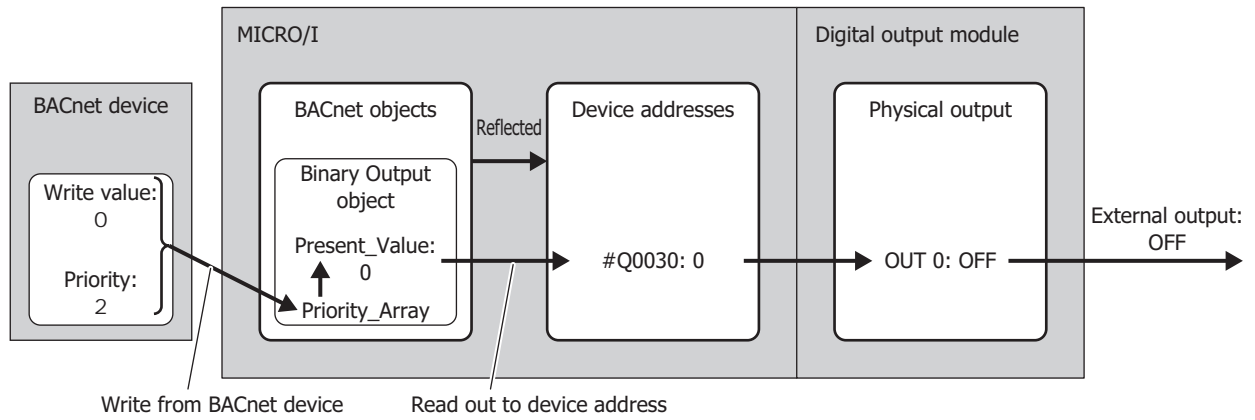 MICRO/I
Digital output module
BACnet device
BACnet objects
Reflected
Device addresses
Physical output
Write value:
0
Priority:
2
Binary Output
object
Present_Value:
0
Priority_Array
#Q0030: 0
OUT 0: OFF
External output:
OFF
Write from BACnet device
Read out to device address